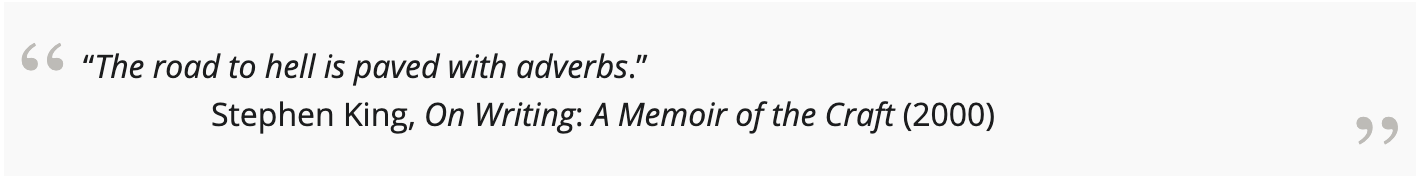 “The road to hell is paved with adverbs.”
Stephen King, On Writing: A Memoir of the Craft (2000)